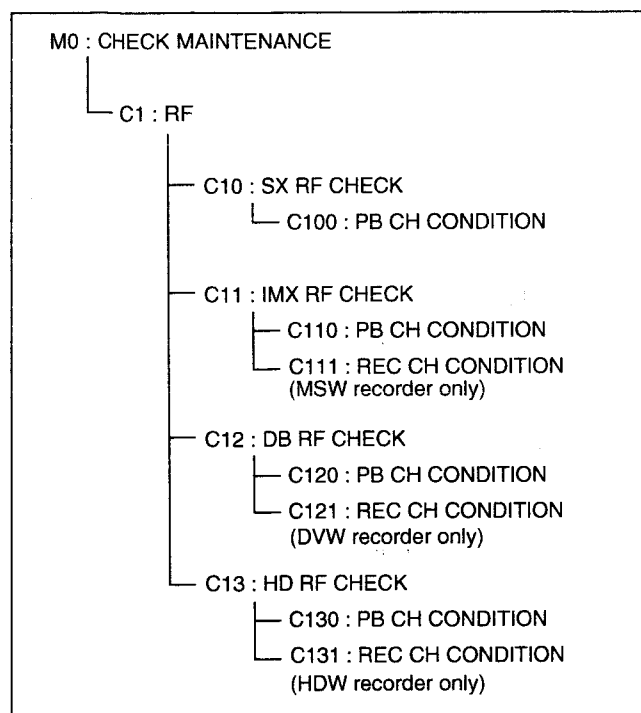 M0 : CHECK MAINTENANCE
C1 : RF
C10 : SX RF CHECK
C100 : PB CH CONDITION
C11 : IMX RF CHECK
C110 : PB CH CONDITION
C111 : REC CH CONDITION
(MSW recorder only)
C12 : DB RF CHECK
C120 : PB CH CONDITION
C121 : REC CH CONDITION
(DVW recorder only)
C13 : HD RF CHECK
C130 : PB CH CONDITION
C131 : REC CH CONDITION
(HDW recorder only)